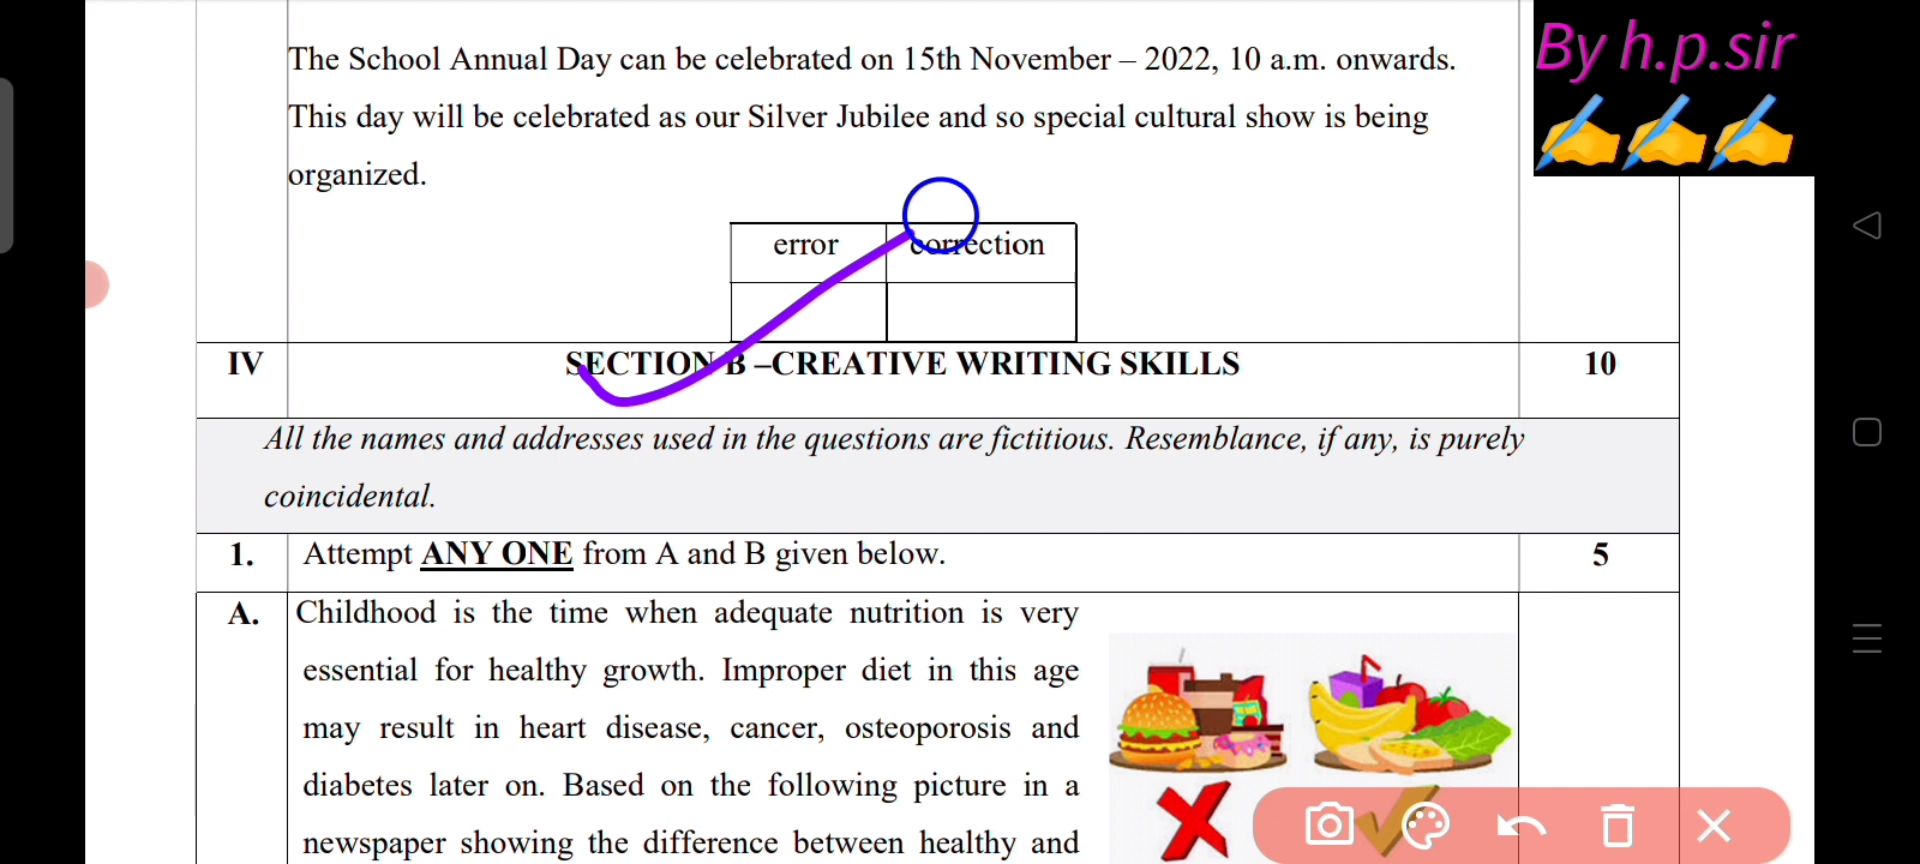 The School Annual Day can be celebrated on 15th November – 2022, 10 a.m. onwards.
This day will be celebrated as our Silver Jubilee and so special cultural show is being
organized.
error correction
IV SECTION B –CREATIVE WRITING SKILLS 10
All the names and addresses used in the questions are fictitious. Resemblance, if any, is purely
coincidental.
1. Attempt ANY ONE from A and B given below. 5
A. Childhood is the time when adequate nutrition is very
essential for healthy growth. Improper diet in this age
may result in heart disease, cancer, osteoporosis and
diabetes later on. Based on the following picture in a
newspaper showing the difference between healthy and
By h.p.sir